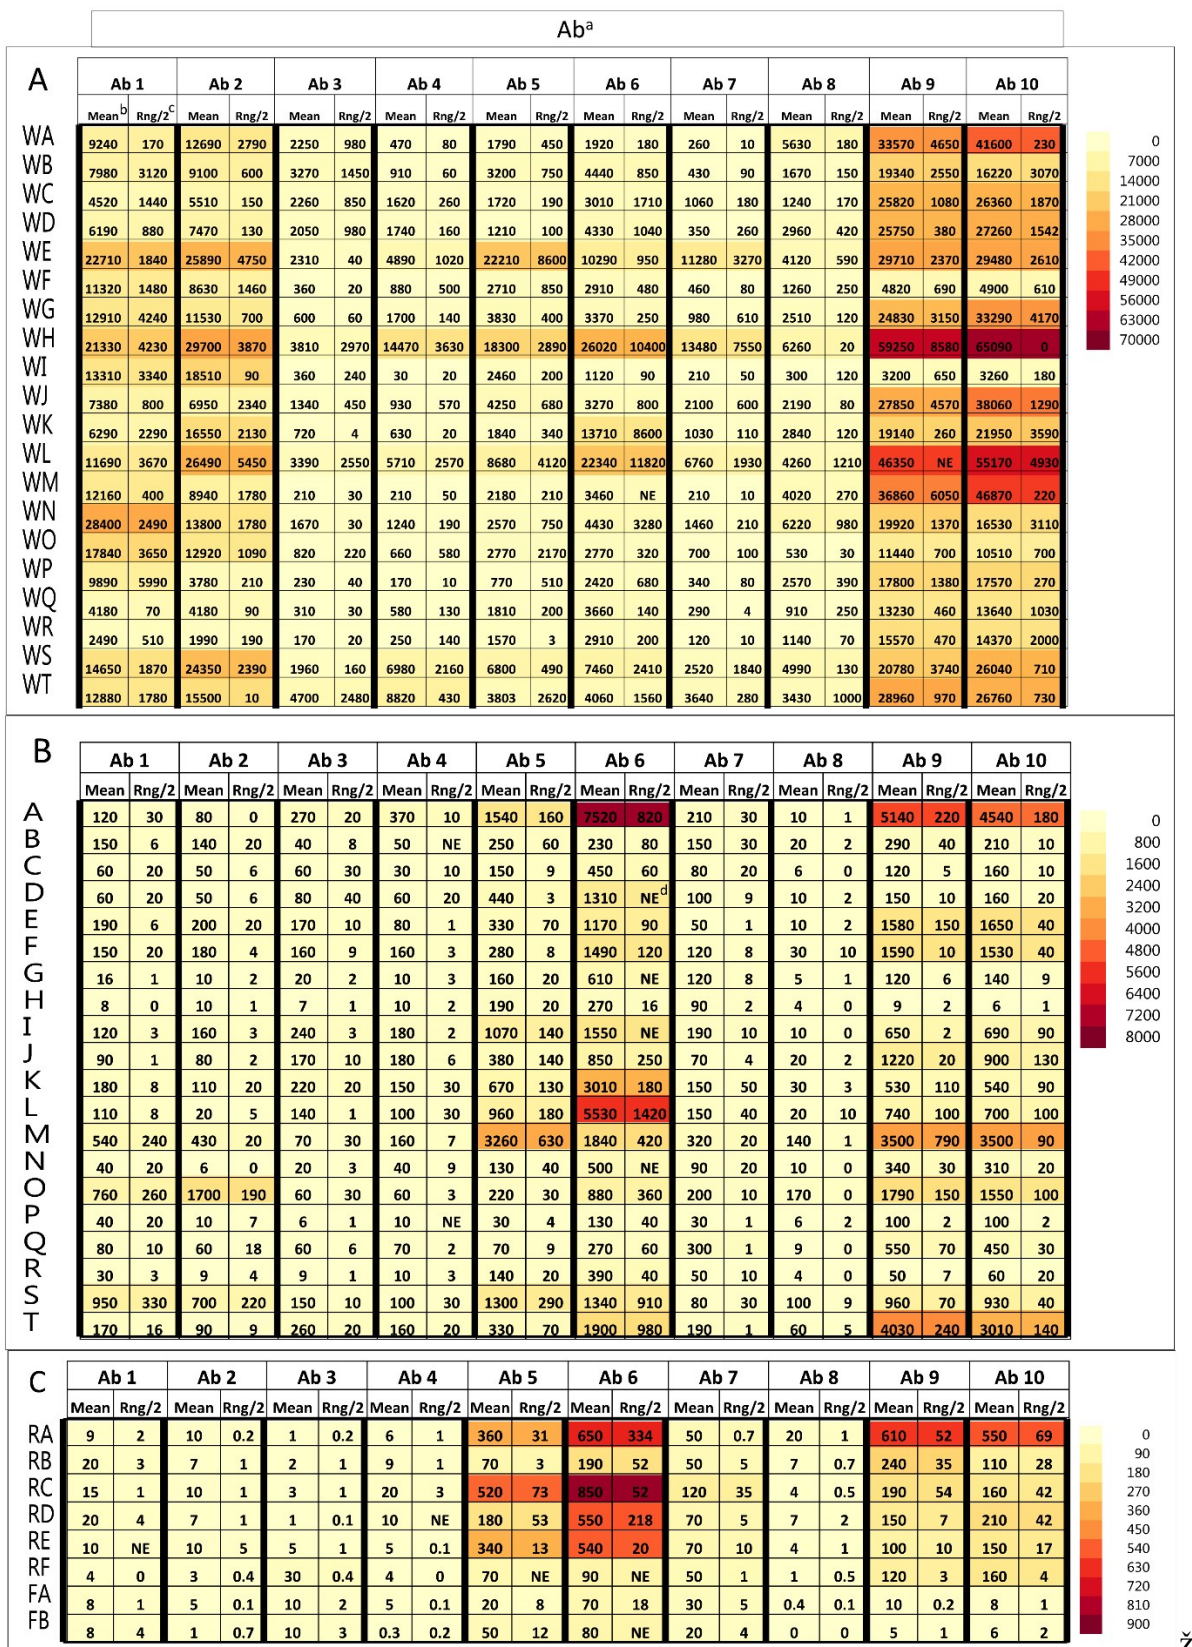 Abᵃ
A Ab 1 Ab 2 Ab 3 Ab 4 Ab 5 Ab 6 Ab 7 Ab 8 Ab 9 Ab 10
Meanᵇ Rng/2ᶜ Mean Rng/2 Mean Rng/2 Mean Rng/2 Mean Rng/2 Mean Rng/2 Mean Rng/2 Mean Rng/2 Mean Rng/2 Mean Rng/2
WA 9240 170 12690 2790 2250 980 470 80 1790 450 1920 180 260 10 5630 180 33570 4650 41600 230
WB 7980 3120 9100 600 3270 1450 910 60 3200 750 4440 850 430 90 1670 150 19340 2550 16220 3070
WC 4520 1440 5510 150 2260 850 1620 260 1720 190 3010 1710 1060 180 1240 170 25820 1080 26360 1870
WD 6190 880 7470 130 2050 980 1740 160 1210 100 4330 1040 350 260 2960 420 25750 380 27260 1542
WE 22710 1840 25890 4750 2310 40 4890 1020 22210 8600 10290 950 11280 3270 4120 590 29710 2370 29480 2610
WF 11320 1480 8630 1460 360 20 880 500 2710 850 2910 480 460 80 1260 250 4820 690 4900 610
WG 12910 4240 11530 700 600 60 1700 140 3830 400 3370 250 980 610 2510 120 24830 3150 33290 4170
WH 21330 4230 29700 3870 3810 2970 14470 3630 18300 2890 26020 10400 13480 7550 6260 20 59250 8580 65090 0
WI 13310 3340 18510 90 360 240 30 20 2460 200 1120 90 210 50 300 120 3200 650 3260 180
WJ 7380 800 6950 2340 1340 450 930 570 4250 680 3270 800 2100 600 2190 80 27850 4570 38060 1290
WK 6290 2290 16550 2130 720 4 630 20 1840 340 13710 8600 1030 110 2840 120 19140 260 21950 3590
WL 11690 3670 26490 5450 3390 2550 5710 2570 8680 4120 22340 11820 6760 1930 4260 1210 46350 NE 55170 4930
WM 12160 400 8940 1780 210 30 210 50 2180 210 3460 NE 210 10 4020 270 36860 6050 46870 220
WN 28400 2490 13800 1780 1670 30 1240 190 2570 750 4430 3280 1460 210 6220 980 19920 1370 16530 3110
WO 17840 3650 12920 1090 820 220 660 580 2770 2170 2770 320 700 100 530 30 11440 700 10510 700
WP 9890 5990 3780 210 230 40 170 10 770 510 2420 680 340 80 2570 390 17800 1380 17570 270
WQ 4180 70 4180 90 310 30 580 130 1810 200 3660 140 290 4 910 250 13230 460 13640 1030
WR 2490 510 1990 190 170 20 250 140 1570 3 2910 200 120 10 1140 70 15570 470 14370 2000
WS 14650 1870 24350 2390 1960 160 6980 2160 6800 490 7460 2410 2520 1840 4990 130 20780 3740 26040 710
WT 12880 1780 15500 10 4700 2480 8820 430 3803 2620 4060 1560 3640 280 3430 1000 28960 970 26760 730
0
7000
14000
21000
28000
35000
42000
49000
56000
63000
70000
B Ab 1 Ab 2 Ab 3 Ab 4 Ab 5 Ab 6 Ab 7 Ab 8 Ab 9 Ab 10
Mean Rng/2 Mean Rng/2 Mean Rng/2 Mean Rng/2 Mean Rng/2 Mean Rng/2 Mean Rng/2 Mean Rng/2 Mean Rng/2 Mean Rng/2
A 120 30 80 0 270 20 370 10 1540 160 7520 820 210 30 10 1 5140 220 4540 180
B 150 6 140 20 40 8 50 NE 250 60 230 80 150 30 20 2 290 40 210 10
C 60 20 50 6 60 30 30 10 150 9 450 60 80 20 6 0 120 5 160 10
D 60 20 50 6 80 40 60 20 440 3 1310 NEᵈ 100 9 10 2 150 10 160 20
E 190 6 200 20 170 10 80 1 330 70 1170 90 50 1 10 2 1580 150 1650 40
F 150 20 180 4 160 9 160 3 280 8 1490 120 120 8 30 10 1590 10 1530 40
G 16 1 10 2 20 2 10 3 160 20 610 NE 120 8 5 1 120 6 140 9
H 8 0 10 1 7 1 10 2 190 20 270 16 90 2 4 0 9 2 6 1
I 120 3 160 3 240 3 180 2 1070 140 1550 NE 190 10 10 0 650 2 690 90
J 90 1 80 2 170 10 180 6 380 140 850 250 70 4 20 2 1220 20 900 130
K 180 8 110 20 220 20 150 30 670 130 3010 180 150 50 30 3 530 110 540 90
L 110 8 20 5 140 1 100 30 960 180 5530 1420 150 40 20 10 740 100 700 100
M 540 240 430 20 70 30 160 7 3260 630 1840 420 320 20 140 1 3500 790 3500 90
N 40 20 6 0 20 3 40 9 130 40 500 NE 90 20 10 0 340 30 310 20
O 760 260 1700 190 60 30 60 3 220 30 880 360 200 10 170 0 1790 150 1550 100
P 40 20 10 7 6 1 10 NE 30 4 130 40 30 1 6 2 100 2 100 2
Q 80 10 60 18 60 6 70 2 70 9 270 60 300 1 9 0 550 70 450 30
R 30 3 9 4 9 1 10 3 140 20 390 40 50 10 4 0 50 7 60 20
S 950 330 700 220 150 10 100 30 1300 290 1340 910 80 30 100 9 960 70 930 40
T 170 16 90 9 260 20 160 20 330 70 1900 980 190 1 60 5 4030 240 3010 140
0
800
1600
2400
3200
4000
4800
5600
6400
7200
8000
C Ab 1 Ab 2 Ab 3 Ab 4 Ab 5 Ab 6 Ab 7 Ab 8 Ab 9 Ab 10
Mean Rng/2 Mean Rng/2 Mean Rng/2 Mean Rng/2 Mean Rng/2 Mean Rng/2 Mean Rng/2 Mean Rng/2 Mean Rng/2 Mean Rng/2
RA 9 2 10 0.2 1 0.2 6 1 360 31 650 334 50 0.7 20 1 610 52 550 69
RB 20 3 7 1 2 1 9 1 70 3 190 52 50 5 7 0.7 240 35 110 28
RC 15 1 10 1 3 1 20 3 520 73 850 52 120 35 4 0.5 190 54 160 42
RD 20 4 7 1 1 0.1 10 NE 180 53 550 218 70 5 7 2 150 7 210 42
RE 10 NE 10 5 5 1 5 0.1 340 13 540 20 70 10 4 1 100 10 150 17
RF 4 0 3 0.4 30 0.4 4 0 70 NE 90 NE 50 1 1 0.5 120 3 160 4
FA 8 1 5 0.1 10 2 5 0.1 20 8 70 18 30 5 0.4 0.1 10 0.2 8 1
FB 8 4 1 0.7 10 3 0.3 0.2 50 12 80 NE 20 4 0 0 5 1 6 2
0
90
180
270
360
450
540
630
720
810
900
ž